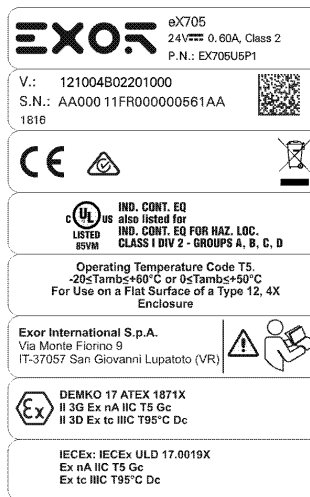 EXOR
eX705
24V 0.60A, Class 2
P.N.: EX705U5P1
V.: 121004B02201000
S.N.: AA000 11FR000000561AA
1816
CE
C UL US
LISTED
85VM
IND. CONT. EQ
also listed for
IND. CONT. EQ FOR HAZ. LOC.
CLASS I DIV 2 - GROUPS A, B, C, D
Operating Temperature Code T5.
-20≤Tamb≤+60°C or 0≤Tamb≤+50°C
For Use on a Flat Surface of a Type 12, 4X
Enclosure
Exor International S.p.A.
Via Monte Fiorino 9
IT-37057 San Giovanni Lupatoto (VR)
Ex
DEMKO 17 ATEX 1871X
II 3G Ex nA IIC T5 Gc
II 3D Ex tc IIIC T95°C Dc
IECEx: IECEx ULD 17.0019X
Ex nA IIC T5 Gc
Ex tc IIIC T95°C Dc